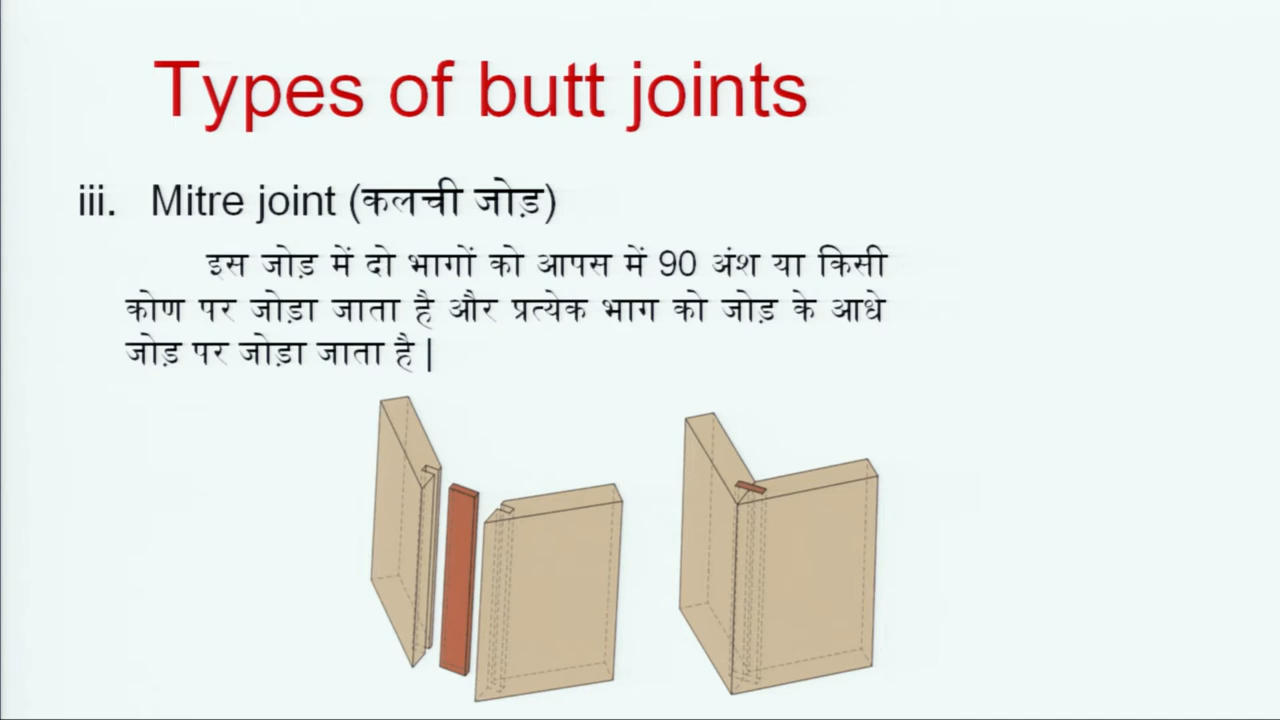 Types of butt joints
iii. Mitre joint (कलची जोड़)
इस जोड़ में दो भागों को आपस में 90 अंश या किसी
कोण पर जोड़ा जाता है और प्रत्येक भाग को जोड़ के आधे
जोड़ पर जोड़ा जाता है |